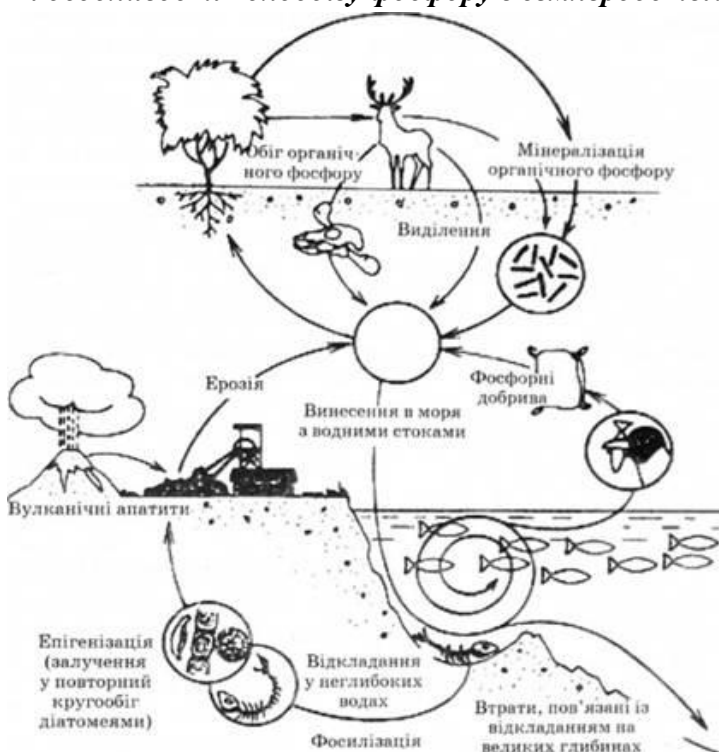 Обіг органіч-
ного фосфору
Мінералізація
органічного фосфору
Виділення
Ерозія
Фосфорні
добрива
Винесення в моря
з водними стоками
Вулканічні апатити
Епігенізація
(залучення
у повторний
кругообіг
діатомеями)
Відкладання
у неглибоких
водах
Фосилізація
Втрати, пов'язані із
відкладанням на
великих глибинах